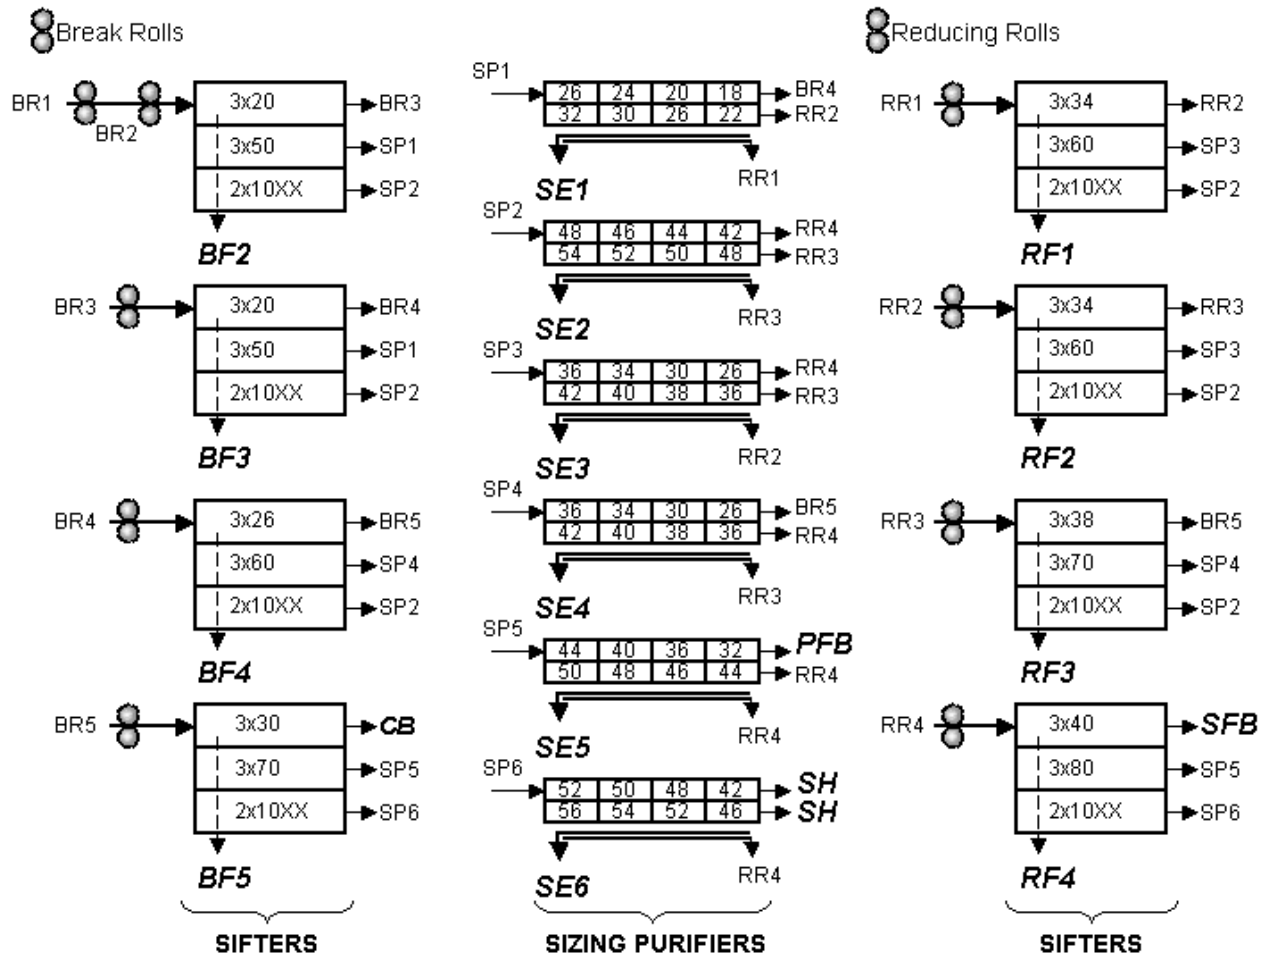 Break Rolls
BR1
BR2
3x20
BR3
3x50
SP1
2x10XX
SP2
BF2
BR3
3x20
BR4
3x50
SP1
2x10XX
SP2
BF3
BR4
3x26
BR5
3x60
SP4
2x10XX
SP2
BF4
BR5
3x30
CB
3x70
SP5
2x10XX
SP6
BF5
SIFTERS
SP1
26 24 20 18 BR4
32 30 26 22 RR2
SE1
RR1
SP2
48 46 44 42 RR4
54 52 50 48 RR3
SE2
RR3
SP3
36 34 30 26 RR4
42 40 38 36 RR3
SE3
RR2
SP4
36 34 30 26 BR5
42 40 38 36 RR4
SE4
RR3
SP5
44 40 36 32 PFB
50 48 46 44 RR4
SE5
RR4
SP6
52 50 48 42 SH
56 54 52 46 SH
SE6
RR4
SIZING PURIFIERS
Reducing Rolls
RR1
3x34
RR2
3x60
SP3
2x10XX
SP2
RF1
RR2
3x34
RR3
3x60
SP3
2x10XX
SP2
RF2
RR3
3x38
BR5
3x70
SP4
2x10XX
SP2
RF3
RR4
3x40
SFB
3x80
SP5
2x10XX
SP6
RF4
SIFTERS